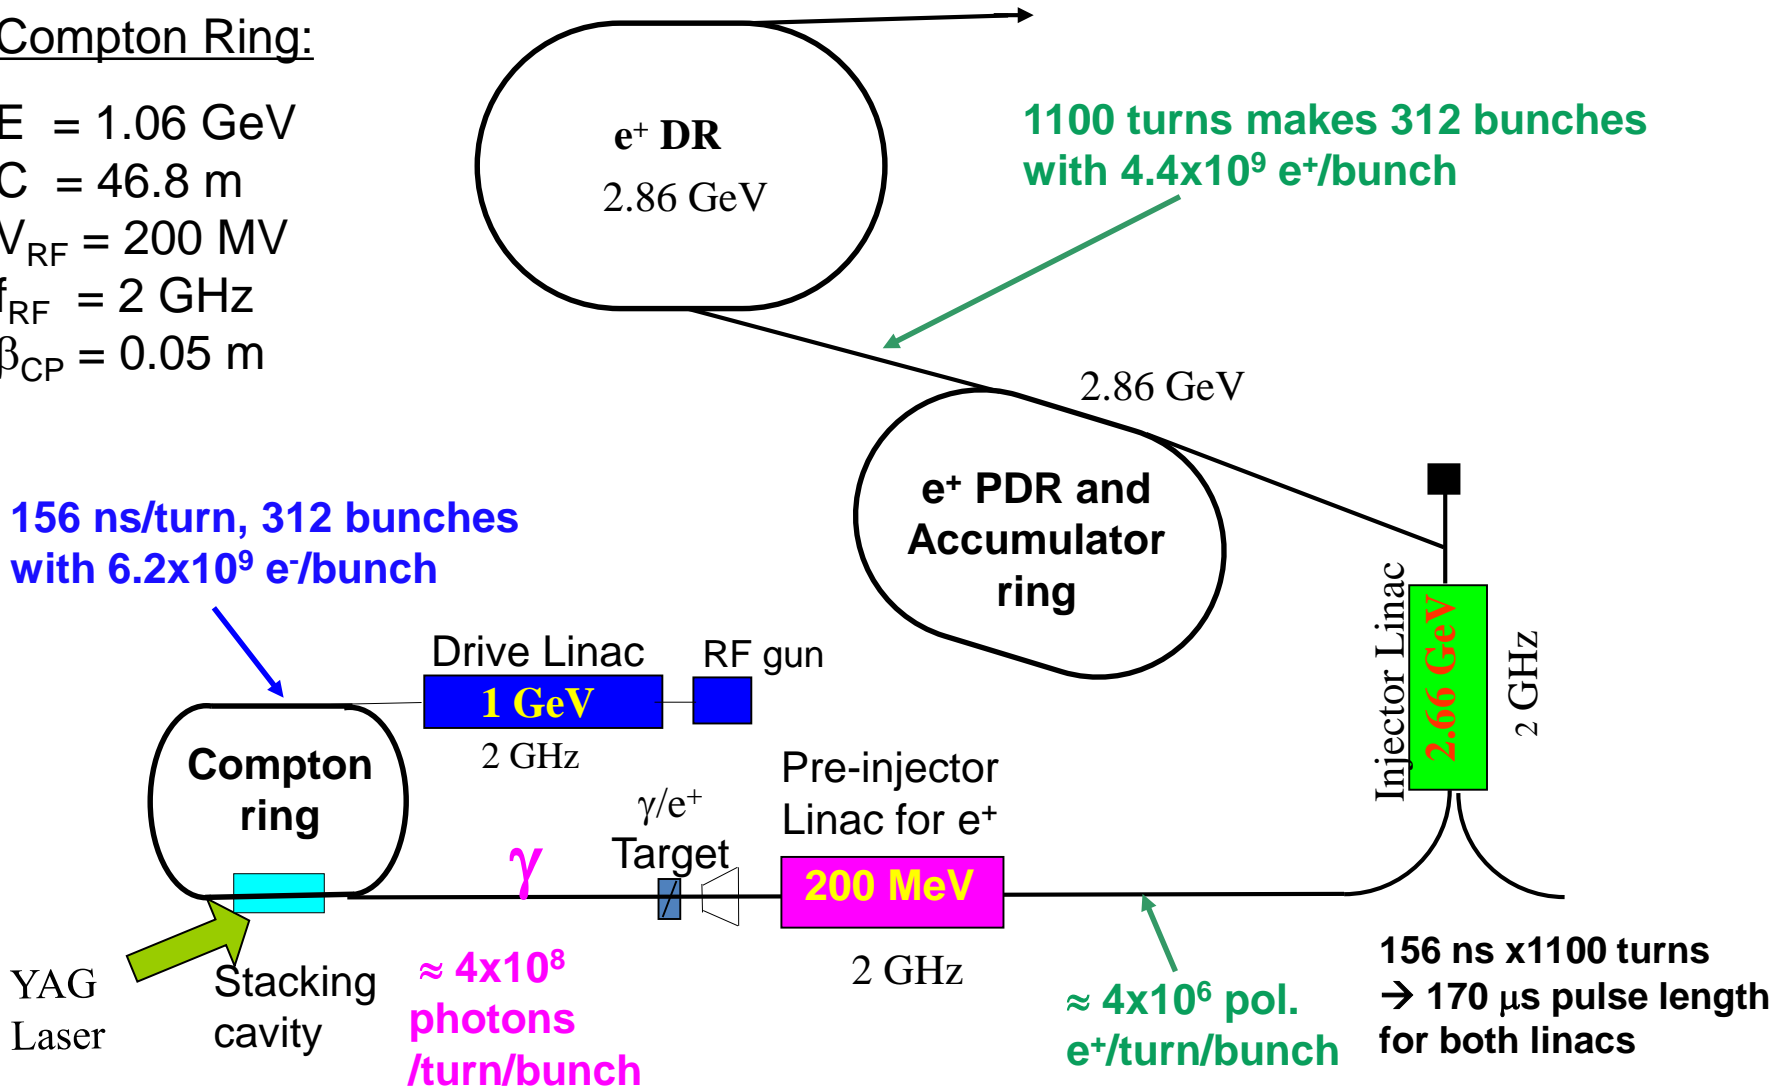 Compton Ring:
E = 1.06 GeV
C = 46.8 m
V_RF = 200 MV
f_RF = 2 GHz
β_CP = 0.05 m
e⁺ DR
2.86 GeV
1100 turns makes 312 bunches
with 4.4x10⁹ e⁺/bunch
2.86 GeV
e⁺ PDR and
Accumulator
ring
156 ns/turn, 312 bunches
with 6.2x10⁹ e⁻/bunch
Drive Linac
RF gun
1 GeV
2 GHz
Compton
ring
γ/e⁺
Target
Pre-injector
Linac for e⁺
200 MeV
2 GHz
Injector Linac
2.66 GeV
2 GHz
γ
YAG
Laser
Stacking
cavity
≈ 4x10⁸
photons
/turn/bunch
≈ 4x10⁶ pol.
e⁺/turn/bunch
156 ns x1100 turns
→ 170 μs pulse length
for both linacs